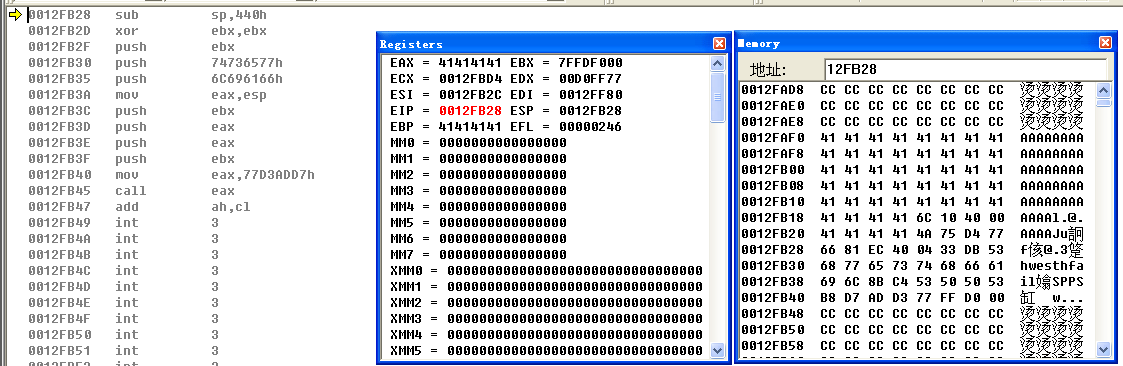 0012FB28 sub sp,440h
0012FB2D xor ebx,ebx
0012FB2F push ebx
0012FB30 push 74736577h
0012FB35 push 6C696166h
0012FB3A mov eax,esp
0012FB3C push ebx
0012FB3D push eax
0012FB3E push eax
0012FB3F push ebx
0012FB40 mov eax,77D3ADD7h
0012FB45 call eax
0012FB47 add ah,cl
0012FB49 int 3
0012FB4A int 3
0012FB4B int 3
0012FB4C int 3
0012FB4D int 3
0012FB4E int 3
0012FB4F int 3
0012FB50 int 3
0012FB51 int 3
Registers
EAX = 41414141 EBX = 7FFDF000
ECX = 0012FBD4 EDX = 00D0FF77
ESI = 0012FB2C EDI = 0012FF80
EIP = 0012FB28 ESP = 0012FB28
EBP = 41414141 EFL = 00000246
MM0 = 0000000000000000
MM1 = 0000000000000000
MM2 = 0000000000000000
MM3 = 0000000000000000
MM4 = 0000000000000000
MM5 = 0000000000000000
MM6 = 0000000000000000
MM7 = 0000000000000000
XMM0 = 00000000000000000000000000000000
XMM1 = 00000000000000000000000000000000
XMM2 = 00000000000000000000000000000000
XMM3 = 00000000000000000000000000000000
XMM4 = 00000000000000000000000000000000
XMM5 = 00000000000000000000000000000000
Memory
地址: 12FB28
0012FAD8 CC CC CC CC CC CC CC CC 烫烫烫烫
0012FAE0 CC CC CC CC CC CC CC CC 烫烫烫烫
0012FAE8 CC CC CC CC CC CC CC CC 烫烫烫烫
0012FAF0 41 41 41 41 41 41 41 41 AAAAAAAA
0012FAF8 41 41 41 41 41 41 41 41 AAAAAAAA
0012FB00 41 41 41 41 41 41 41 41 AAAAAAAA
0012FB08 41 41 41 41 41 41 41 41 AAAAAAAA
0012FB10 41 41 41 41 41 41 41 41 AAAAAAAA
0012FB18 41 41 41 41 6C 10 40 00 AAAAl.@.
0012FB20 41 41 41 41 4A 75 D4 77 AAAAJu詗
0012FB28 66 81 EC 40 04 33 DB 53 f侅@.3跾
0012FB30 68 77 65 73 74 68 66 61 hwesthfa
0012FB38 69 6C 8B C4 53 50 50 53 il嬆SPPS
0012FB40 B8 D7 AD D3 77 FF D0 00 缸 w...
0012FB48 CC CC CC CC CC CC CC CC 烫烫烫烫
0012FB50 CC CC CC CC CC CC CC CC 烫烫烫烫
0012FB58 CC CC CC CC CC CC CC CC 烫烫烫烫